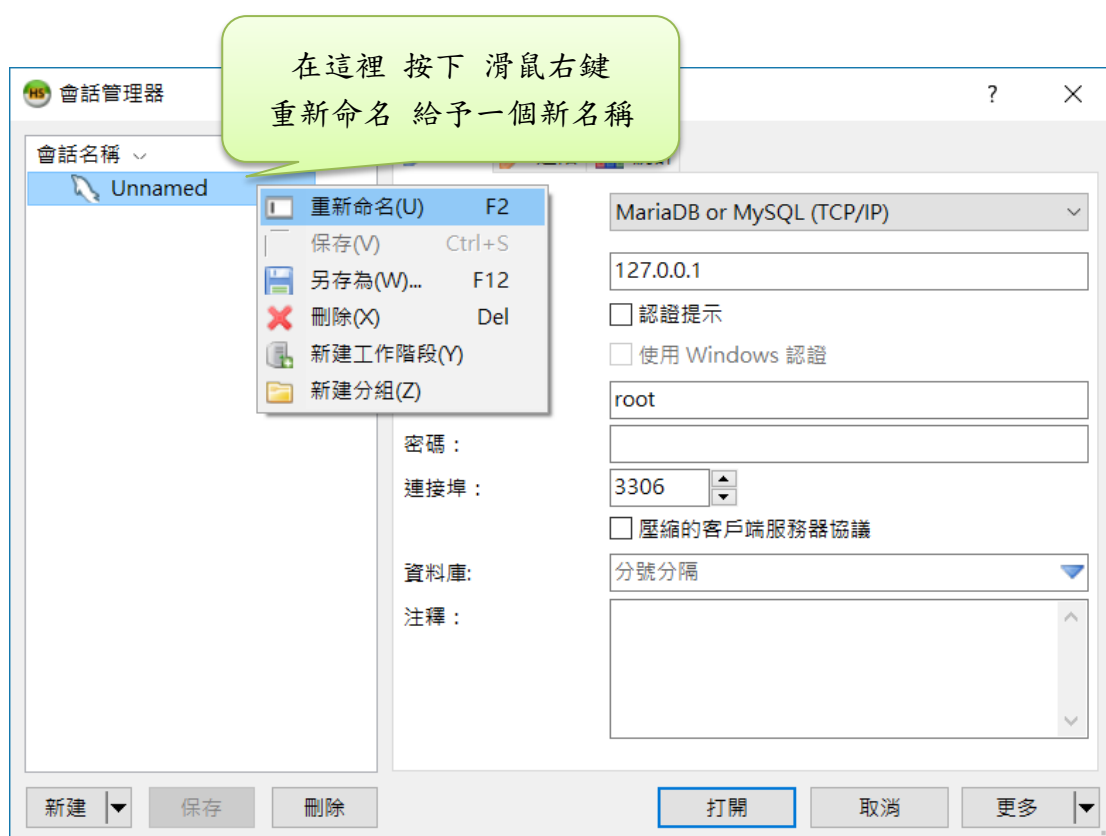 在這裡 按下 滑鼠右鍵
重新命名 給予一個新名稱
HS 會話管理器 ?
會話名稱
Unnamed
重新命名(U) F2
保存(V) Ctrl+S
另存為(W)... F12
刪除(X) Del
新建工作階段(Y)
新建分組(Z)
MariaDB or MySQL (TCP/IP)
127.0.0.1
認證提示
使用 Windows 認證
root
密碼：
連接埠： 3306
壓縮的客戶端服務器協議
資料庫: 分號分隔
注釋：
新建 保存 刪除 打開 取消 更多